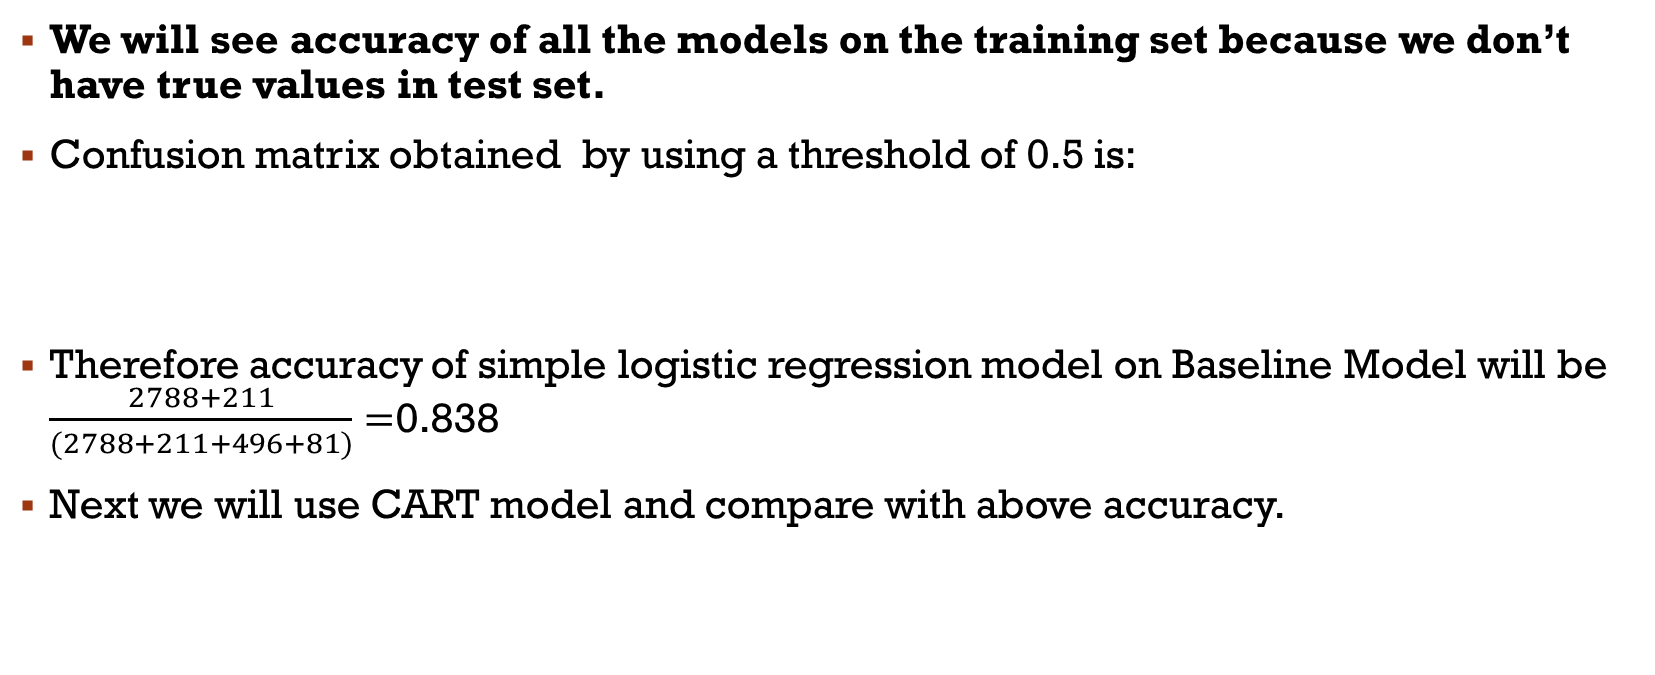 ▪ We will see accuracy of all the models on the training set because we don’t
have true values in test set.
▪ Confusion matrix obtained  by using a threshold of 0.5 is:
▪ Therefore accuracy of simple logistic regression model on Baseline Model will be
2788+211
(2788+211+496+81)
=0.838
▪ Next we will use CART model and compare with above accuracy.